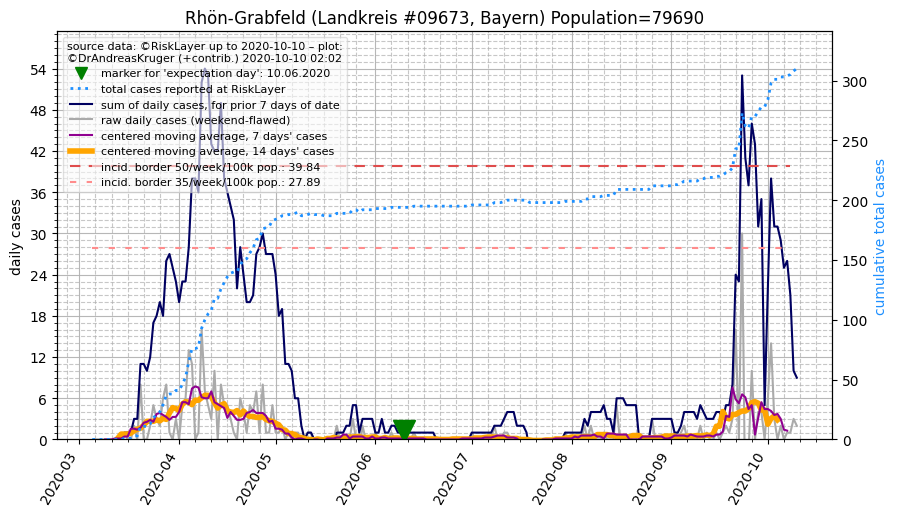 Rhön-Grabfeld (Landkreis #09673, Bayern) Population=79690
source data: ©RiskLayer up to 2020-10-10 – plot:
©DrAndreasKruger (+contrib.) 2020-10-10 02:02
marker for 'expectation day': 10.06.2020
total cases reported at RiskLayer
sum of daily cases, for prior 7 days of date
raw daily cases (weekend-flawed)
centered moving average, 7 days' cases
centered moving average, 14 days' cases
incid. border 50/week/100k pop.: 39.84
incid. border 35/week/100k pop.: 27.89
daily cases
54
48
42
36
30
24
18
12
6
0
300
250
200
150
100
50
0
cumulative total cases
2020-03
2020-04
2020-05
2020-06
2020-07
2020-08
2020-09
2020-10